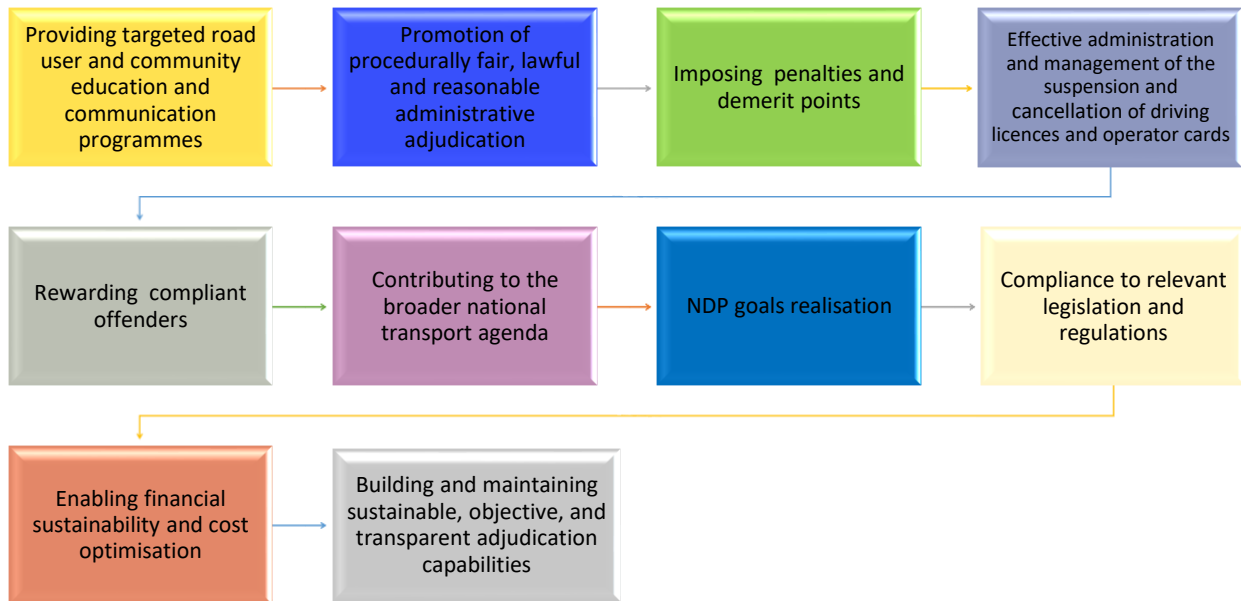 Providing targeted road
user and community
education and
communication
programmes
Promotion of
procedurally fair, lawful
and reasonable
administrative
adjudication
Imposing  penalties and
demerit points
Effective administration
and management of the
suspension and
cancellation of driving
licences and operator cards
Rewarding  compliant
offenders
Contributing to the
broader national
transport agenda
NDP goals realisation
Compliance to relevant
legislation and
regulations
Enabling financial
sustainability and cost
optimisation
Building and maintaining
sustainable, objective, and
transparent adjudication
capabilities